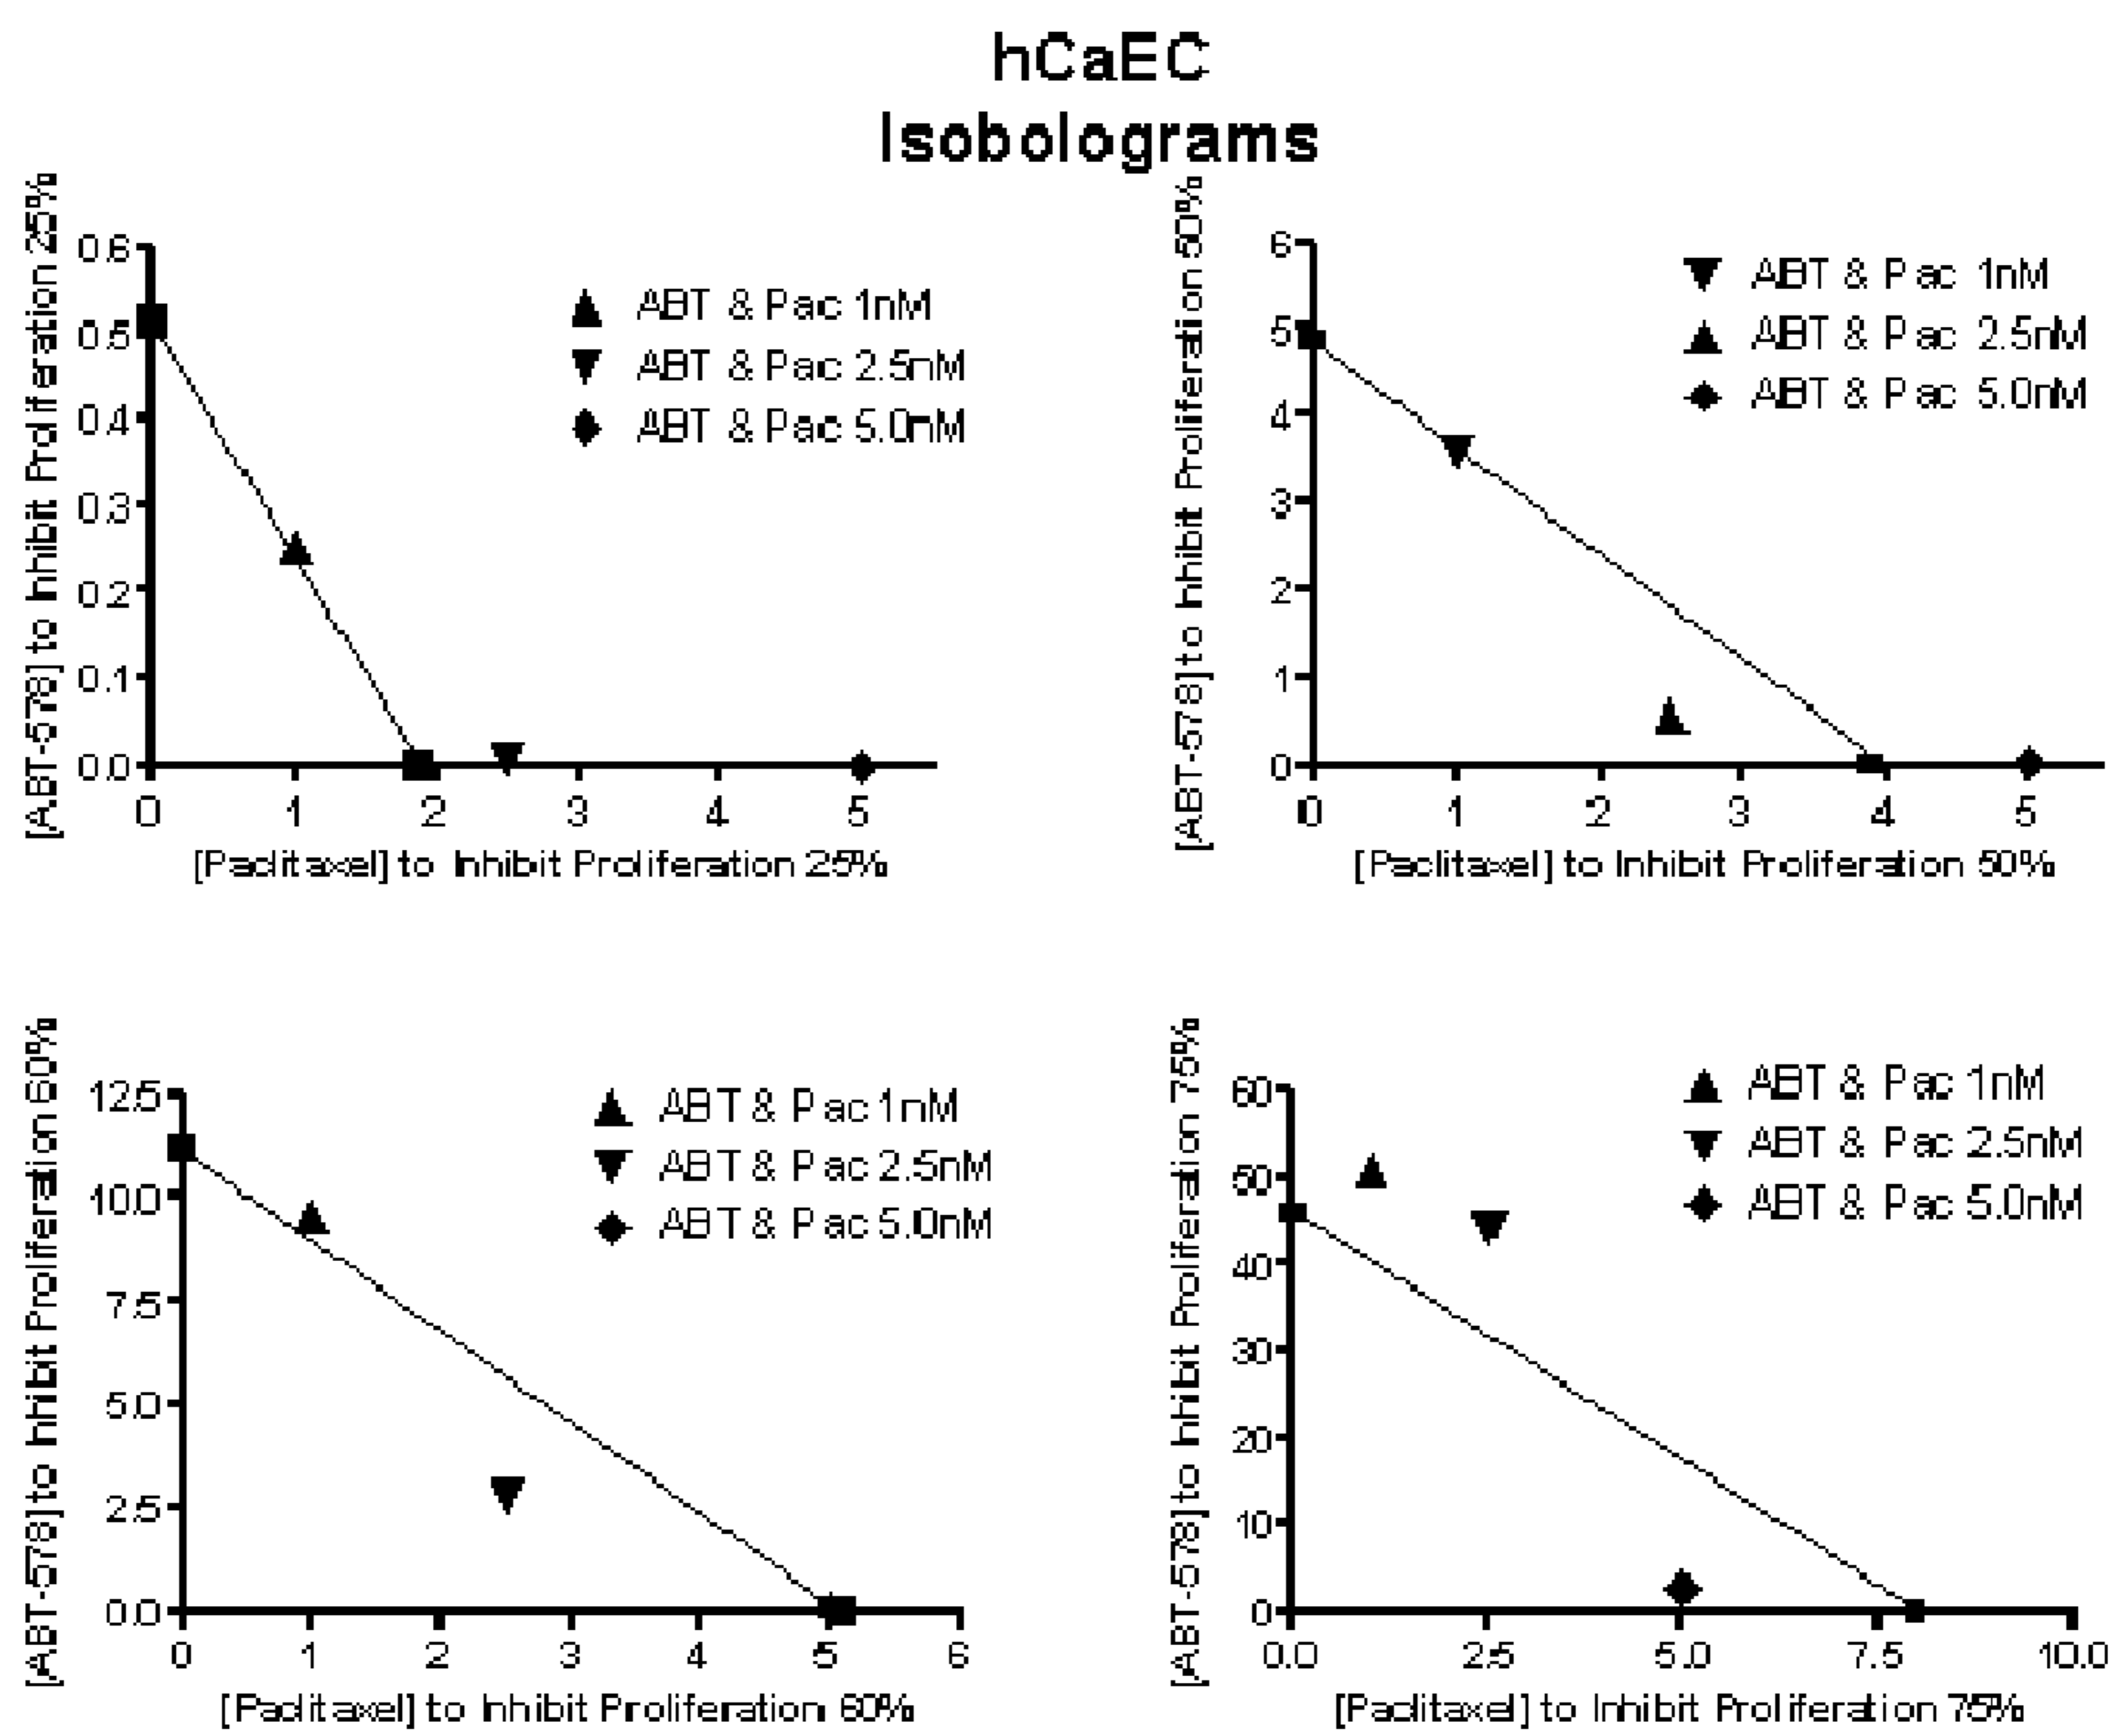 hCaEC
Isobolograms
[ABT-578] to Inhibit Proliferation 25%
0.6
0.5
0.4
0.3
0.2
0.1
0.0
0 1 2 3 4 5
[Paclitaxel] to Inhibit Proliferation 25%
ABT & Pac 1nM
ABT & Pac 2.5nM
ABT & Pac 5.0nM
[ABT-578] to Inhibit Proliferation 50%
6
5
4
3
2
1
0
0 1 2 3 4 5
[Paclitaxel] to Inhibit Proliferation 50%
ABT & Pac 1nM
ABT & Pac 2.5nM
ABT & Pac 5.0nM
[ABT-578] to Inhibit Proliferation 60%
12.5
10.0
7.5
5.0
2.5
0.0
0 1 2 3 4 5 6
[Paclitaxel] to Inhibit Proliferation 60%
ABT & Pac 1nM
ABT & Pac 2.5nM
ABT & Pac 5.0nM
[ABT-578] to Inhibit Proliferation 75%
60
50
40
30
20
10
0
0.0 2.5 5.0 7.5 10.0
[Paclitaxel] to Inhibit Proliferation 75%
ABT & Pac 1nM
ABT & Pac 2.5nM
ABT & Pac 5.0nM